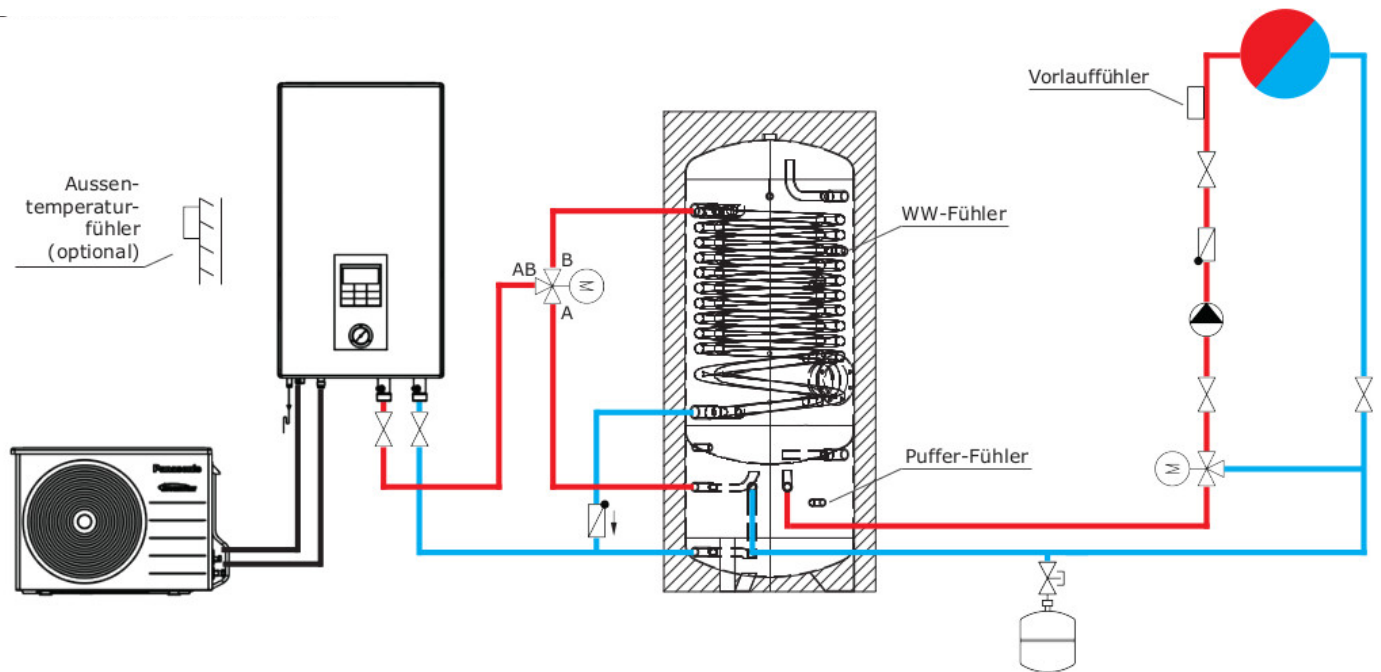 Vorlauffühler
Aussen-
temperatur-
fühler
(optional)
WW-Fühler
B
AB
M
A
Puffer-Fühler
M
Panasonic